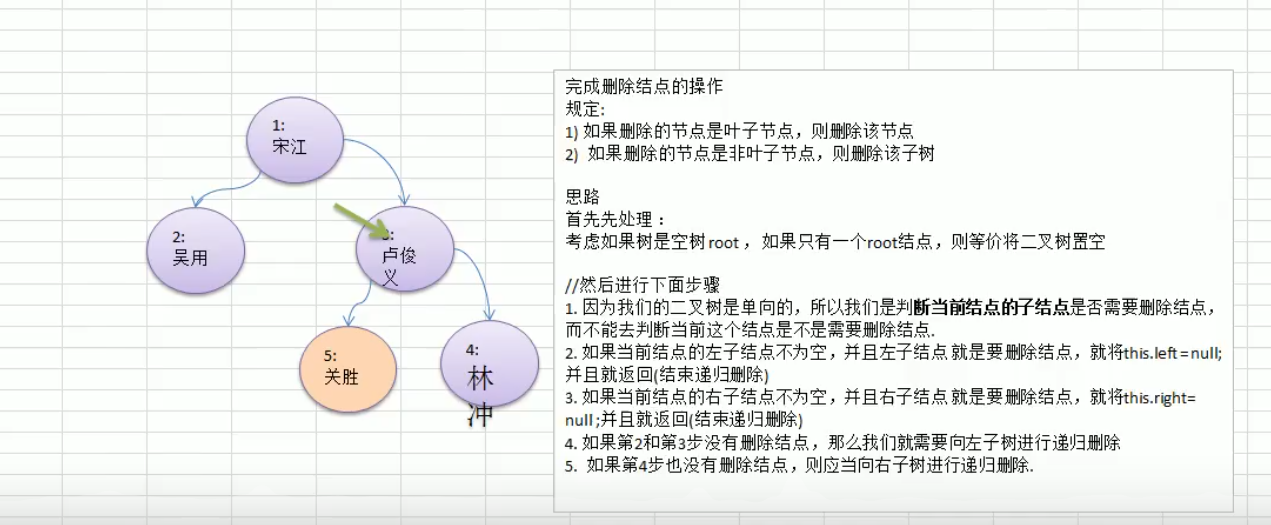 1:
宋江
2:
吴用
卢俊
义
5:
关胜
4:
林
冲
完成删除结点的操作
规定:
1) 如果删除的节点是叶子节点，则删除该节点
2) 如果删除的节点是非叶子节点，则删除该子树
思路
首先先处理：
考虑如果树是空树root ，如果只有一个root结点，则等价将二叉树置空
//然后进行下面步骤
1. 因为我们的二叉树是单向的，所以我们是判断当前结点的子结点是否需要删除结点，
而不能去判断当前这个结点是不是需要删除结点.
2. 如果当前结点的左子结点不为空，并且左子结点 就是要删除结点，就将this.left = null;
并且就返回(结束递归删除)
3. 如果当前结点的右子结点不为空，并且右子结点 就是要删除结点，就将this.right=
null ;并且就返回(结束递归删除)
4. 如果第2和第3步没有删除结点，那么我们就需要向左子树进行递归删除
5. 如果第4步也没有删除结点，则应当向右子树进行递归删除.